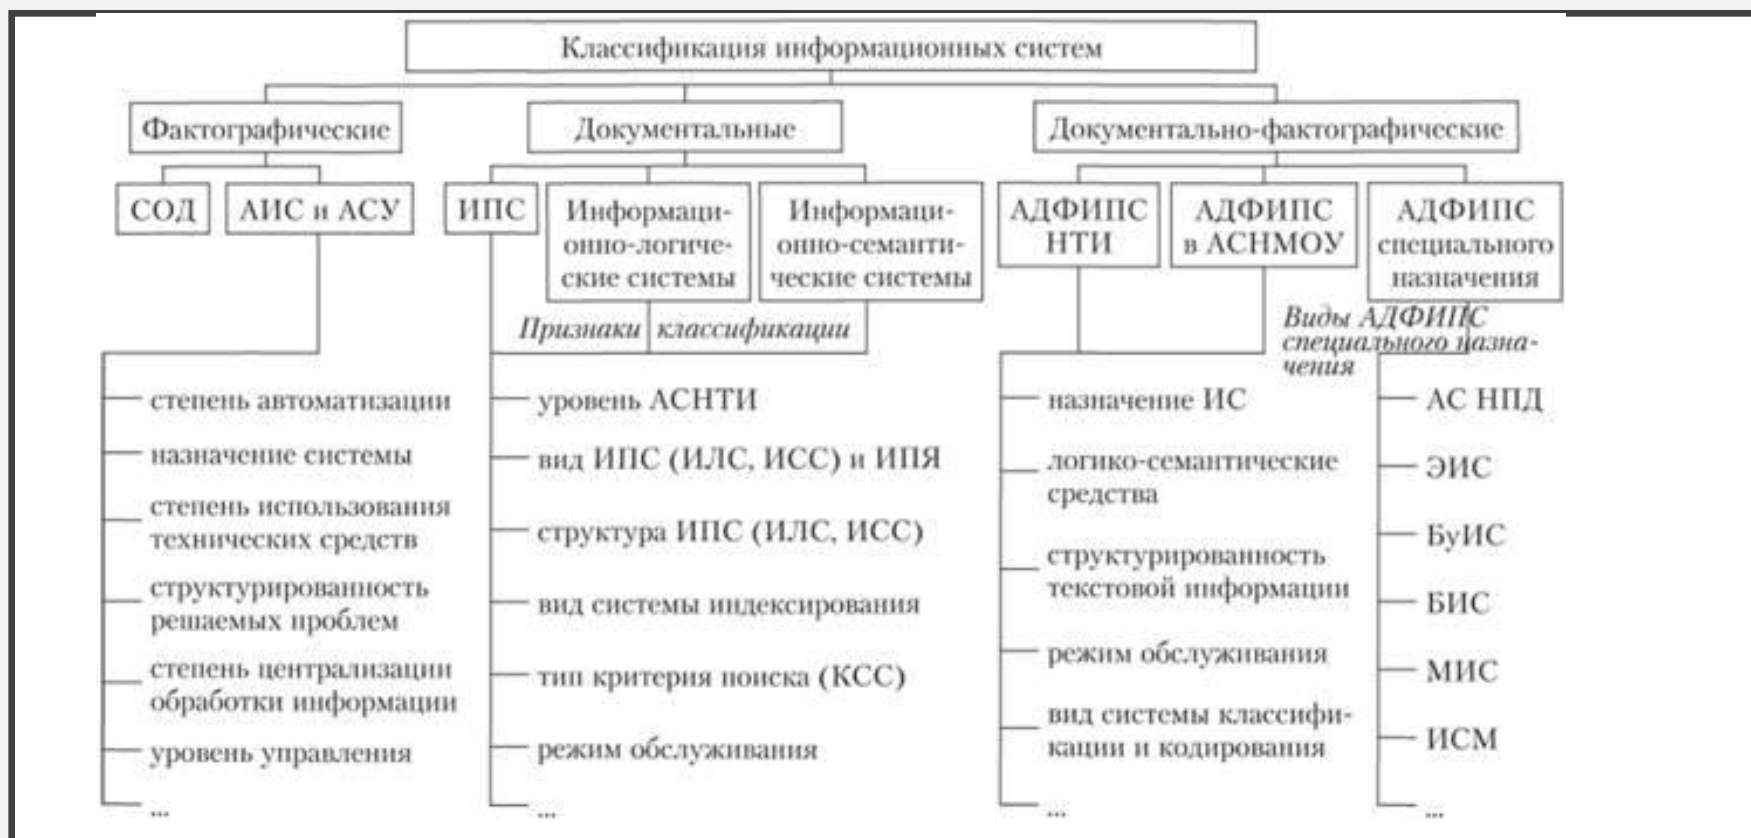 Классификация информационных систем
Фактографические
Документальные
Документально-фактографические
СОД
АИС и АСУ
ИПС
Информаци-
онно-логиче-
ские системы
Информаци-
онно-семанти-
ческие системы
АДФИПС
НТИ
АДФИПС
в АСНМОУ
АДФИПС
специального
назначения
Признаки классификации
Виды АДФИПС
специального назна-
чения
степень автоматизации
назначение системы
степень использования
технических средств
структурированность
решаемых проблем
степень централизации
обработки информации
уровень управления
...
уровень АСНТИ
вид ИПС (ИЛС, ИСС) и ИПЯ
структура ИПС (ИЛС, ИСС)
вид системы индексирования
тип критерия поиска (КСС)
режим обслуживания
...
назначение ИС
логико-семантические
средства
структурированность
текстовой информации
режим обслуживания
вид системы классифи-
кации и кодирования
...
АС НПД
ЭИС
БуИС
БИС
МИС
ИСМ
...